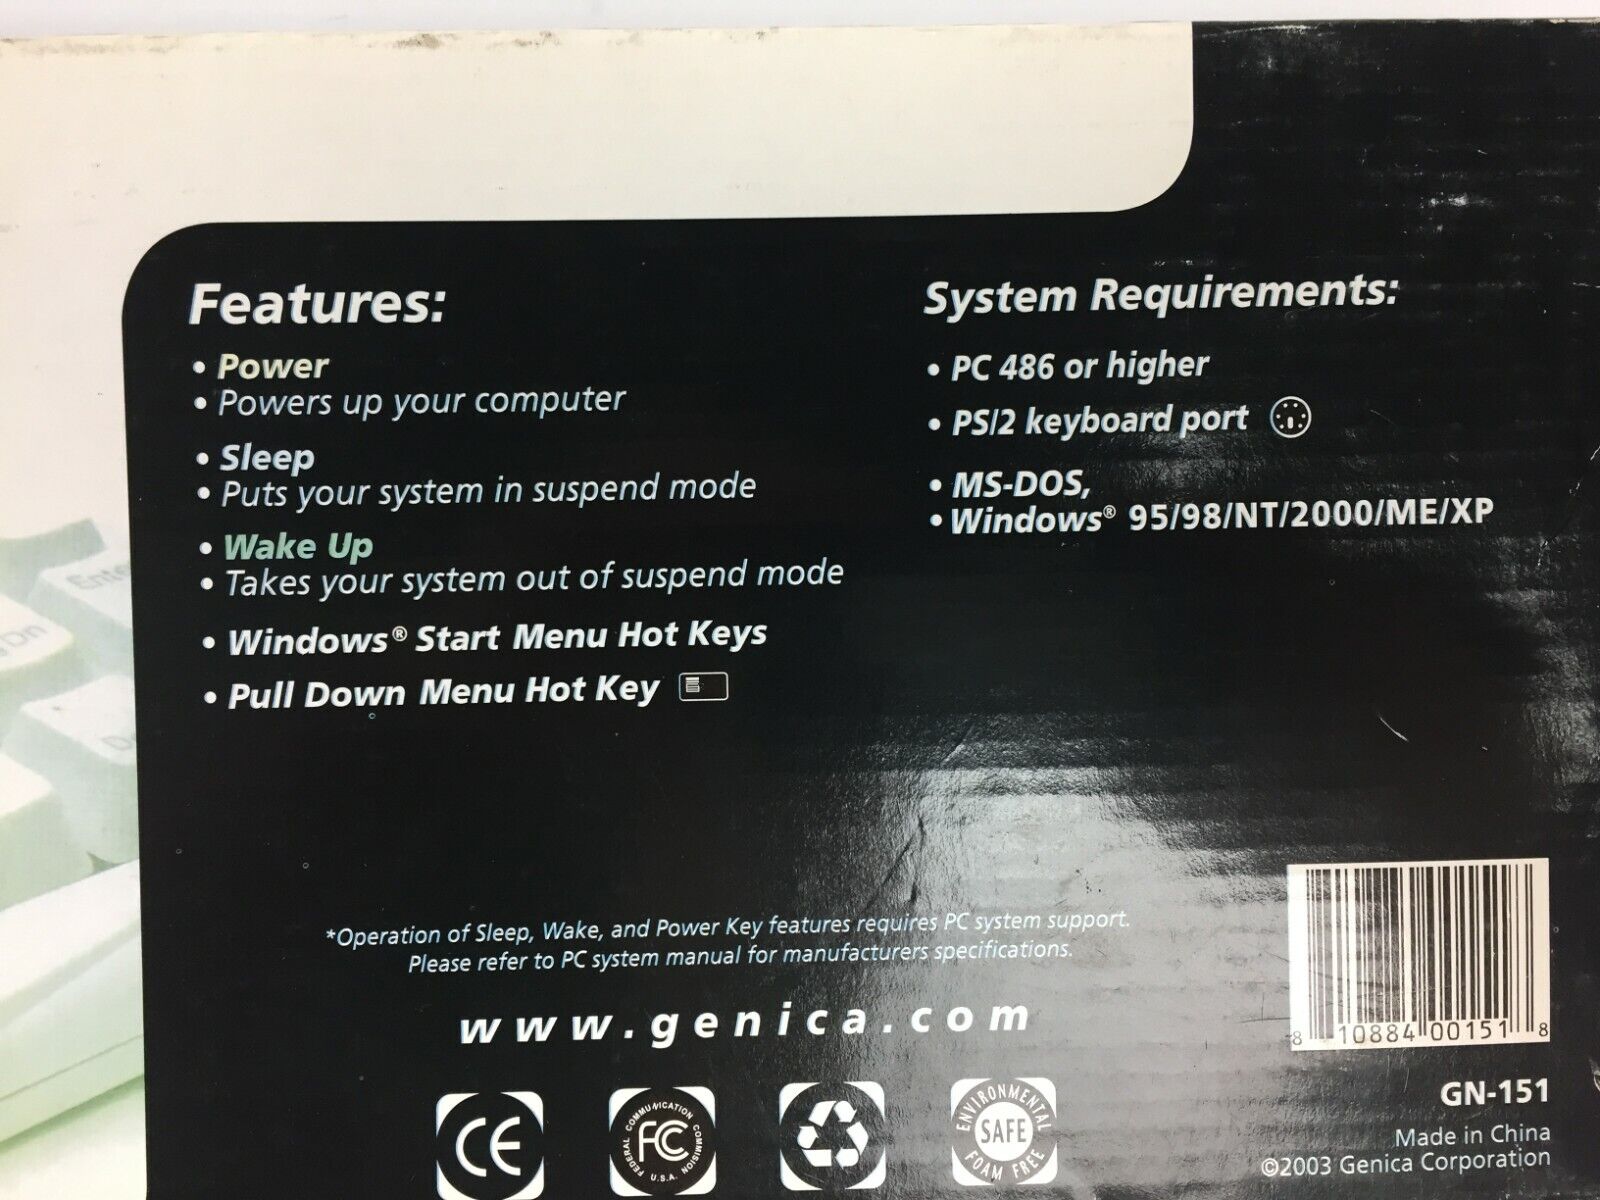 Features:
• Power
• Powers up your computer
• Sleep
• Puts your system in suspend mode
• Wake Up
• Takes your system out of suspend mode
• Windows® Start Menu Hot Keys
• Pull Down Menu Hot Key
System Requirements:
• PC 486 or higher
• PS/2 keyboard port
• MS-DOS,
• Windows® 95/98/NT/2000/ME/XP
*Operation of Sleep, Wake, and Power Key features requires PC system support.
Please refer to PC system manual for manufacturers specifications.
www.genica.com
CE
FEDERAL COMMUNICATION COMMISION
FC
U.S.A.
ENVIRONMENTAL
SAFE
FOAM FREE
8 10884 00151 8
GN-151
Made in China
©2003 Genica Corporation